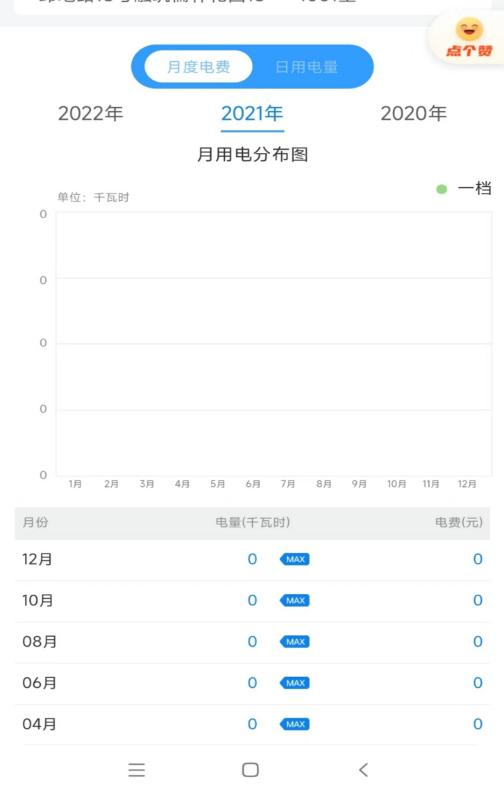 点个赞
月度电费 日用电量
2022年 2021年 2020年
月用电分布图
单位：千瓦时
一档
0
0
0
0
0
1月 2月 3月 4月 5月 6月 7月 8月 9月 10月 11月 12月
月份 电量(千瓦时) 电费(元)
12月 0 MAX 0
10月 0 MAX 0
08月 0 MAX 0
06月 0 MAX 0
04月 0 MAX 0